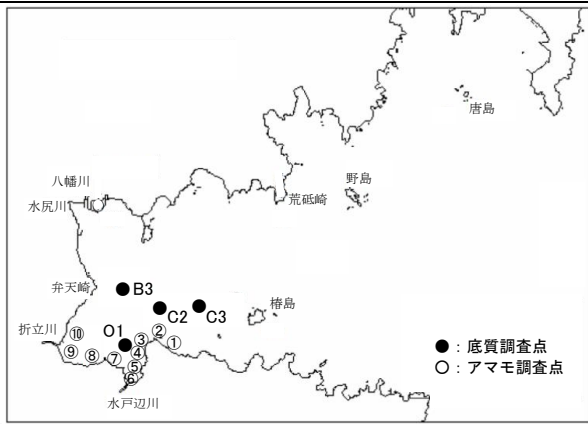 唐島
八幡川
水尻川
荒砥崎
野島
弁天崎
B3
C2
C3
椿島
折立川
O1
⑩
⑨
⑧
⑦
⑥
⑤
④
③
②
①
水戸辺川
●：底質調査点
○：アマモ調査点